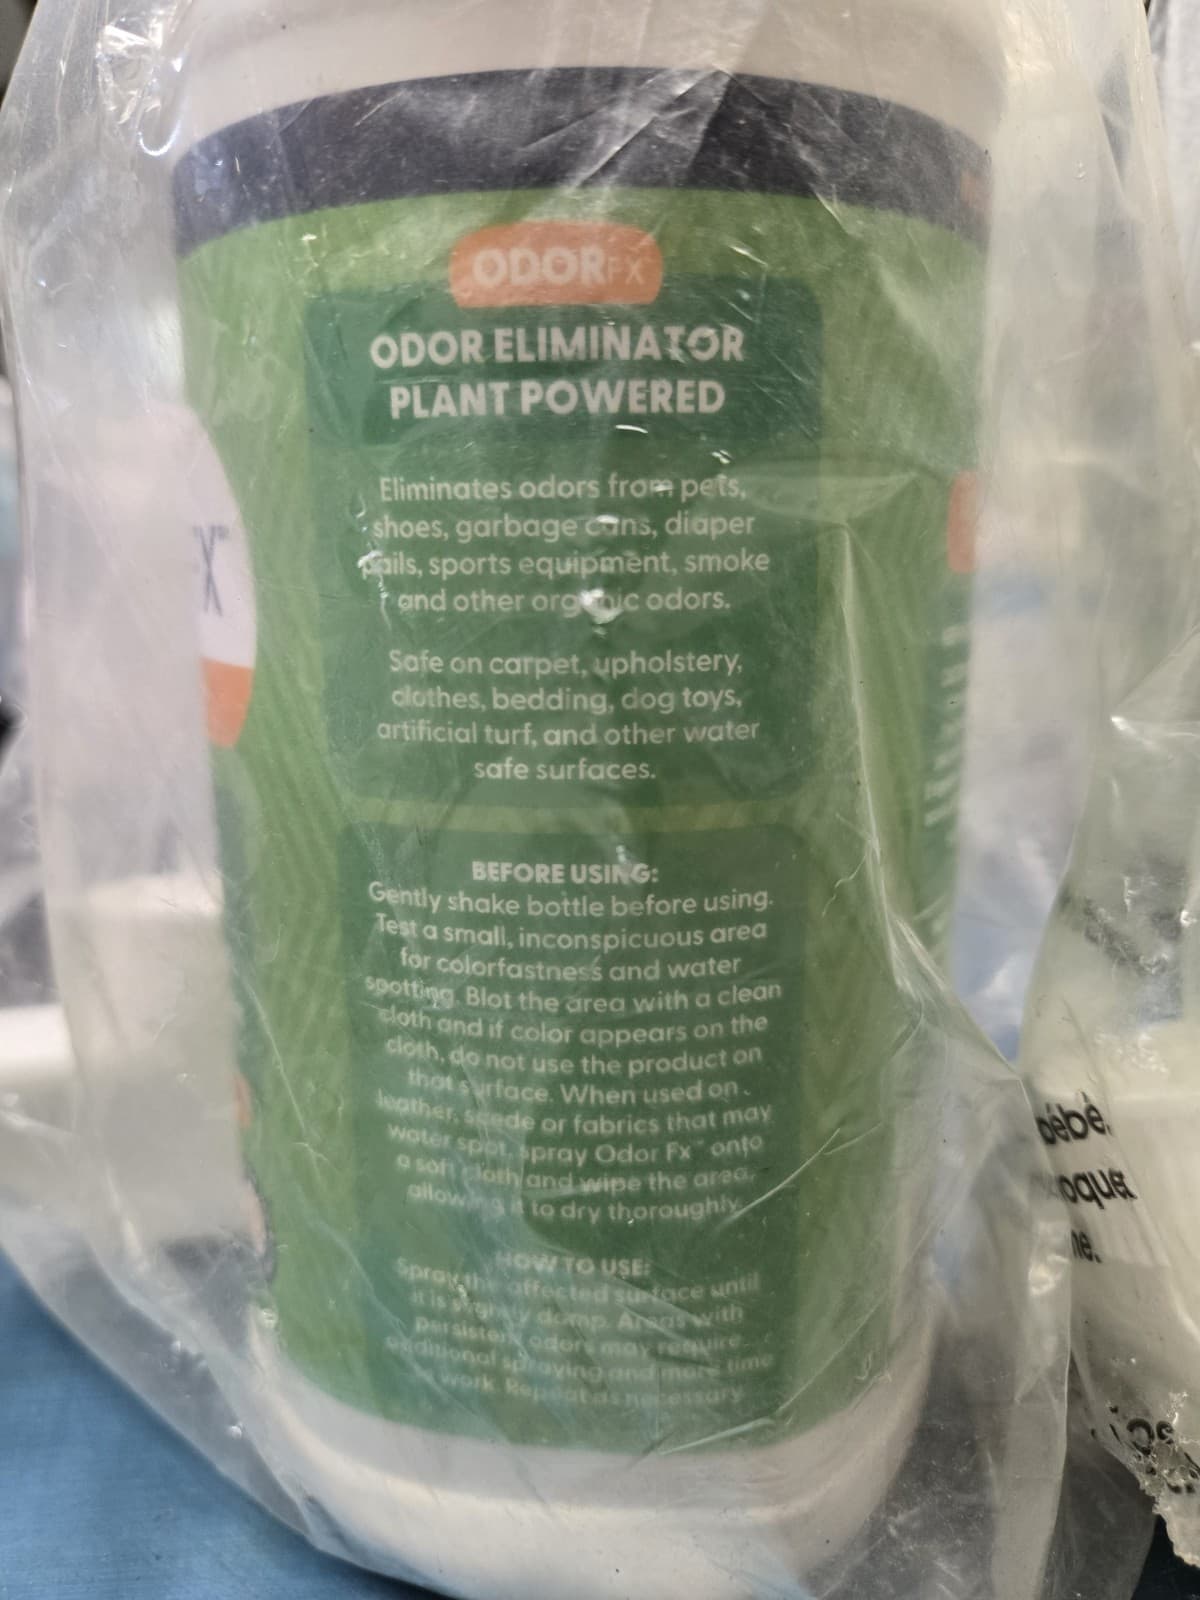 ODORFX
ODOR ELIMINATOR
PLANT POWERED
Eliminates odors from pets,
shoes, garbage cans, diaper
pails, sports equipment, smoke
and other organic odors.
Safe on carpet, upholstery,
clothes, bedding, dog toys,
artificial turf, and other water
safe surfaces.
BEFORE USING:
Gently shake bottle before using.
Test a small, inconspicuous area
for colorfastness and water
spotting. Blot the area with a clean
cloth and if color appears on the
cloth, do not use the product on
that surface. When used on
leather, suede or fabrics that may
water spot, spray Odor Fx™ onto
a soft cloth and wipe the area,
allowing it to dry thoroughly.
HOW TO USE:
Spray the affected surface until
it is slightly damp. Areas with
persistent odors may require
additional spraying and more time
work. Repeat as necessary.
X™
bébé.
me.